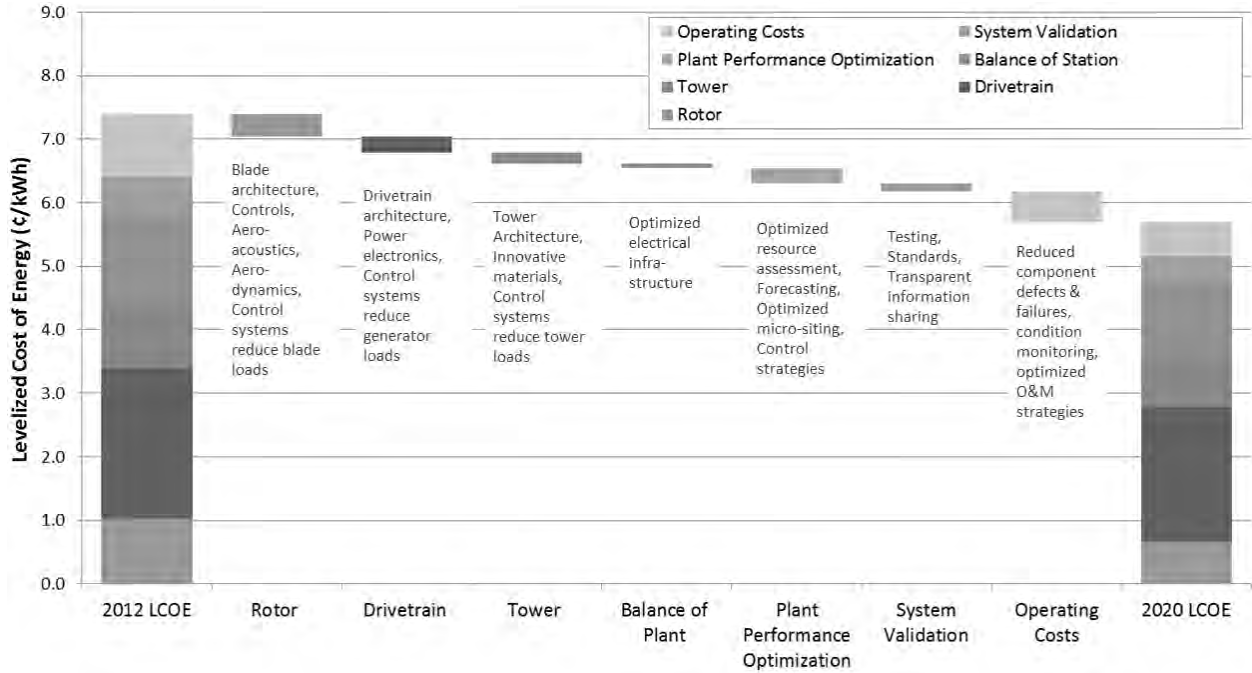 Levelized Cost of Energy (¢/kWh)
9.0
8.0
7.0
6.0
5.0
4.0
3.0
2.0
1.0
0.0
Operating Costs
System Validation
Plant Performance Optimization
Balance of Station
Tower
Drivetrain
Rotor
Blade
architecture,
Controls,
Aero-
acoustics,
Aero-
dynamics,
Control
systems
reduce blade
loads
Drivetrain
architecture,
Power
electronics,
Control
systems
reduce
generator
loads
Tower
Architecture,
Innovative
materials,
Control
systems
reduce tower
loads
Optimized
electrical
infra-
structure
Optimized
resource
assessment,
Forecasting,
Optimized
micro-siting,
Control
strategies
Testing,
Standards,
Transparent
information
sharing
Reduced
component
defects &
failures,
condition
monitoring,
optimized
O&M
strategies
2012 LCOE
Rotor
Drivetrain
Tower
Balance of
Plant
Plant
Performance
Optimization
System
Validation
Operating
Costs
2020 LCOE